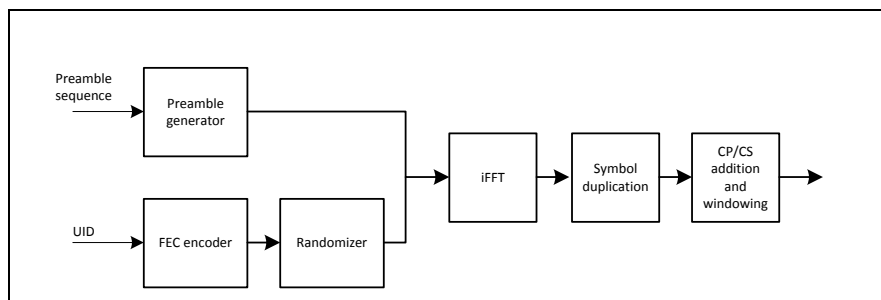 Preamble
sequence
Preamble
generator
UID
FEC encoder
Randomizer
iFFT
Symbol
duplication
CP/CS
addition
and
windowing